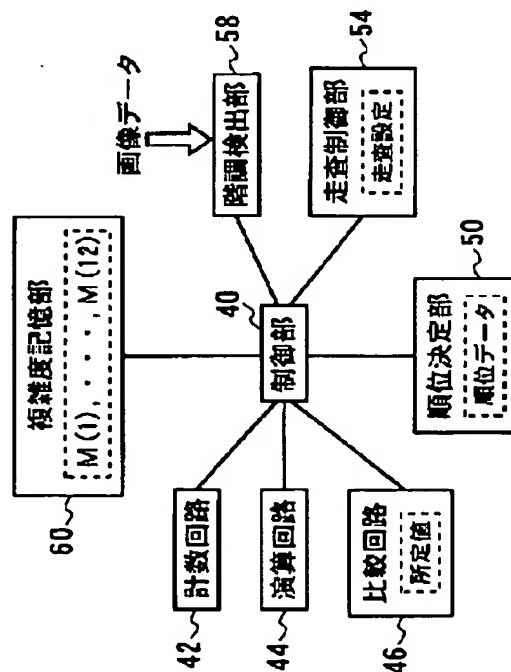 画像データ
複雑度記憶部
M(1), · · · , M(12)
60
階調検出部
58
計数回路
42
制御部
40
走査制御部
走査設定
54
演算回路
44
比較回路
所定値
46
順位決定部
順位データ
50